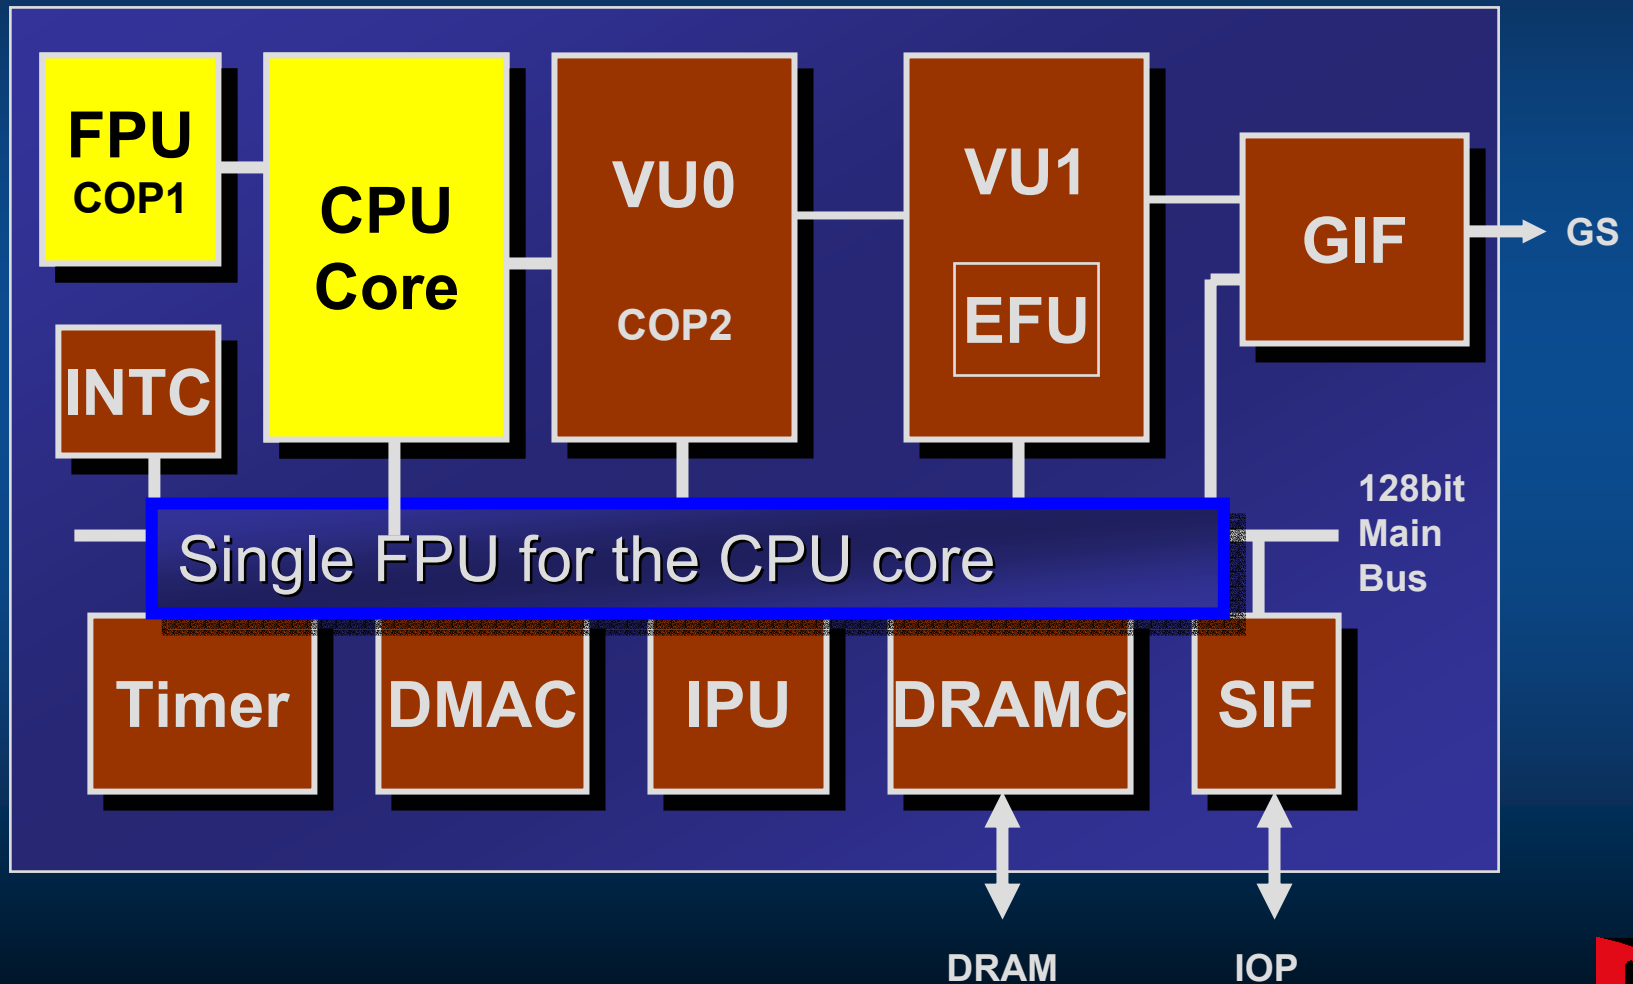 FPU
COP1
CPU
Core
VU0
COP2
VU1
EFU
GIF
GS
INTC
128bit
Main
Bus
Single FPU for the CPU core
Timer
DMAC
IPU
DRAMC
SIF
DRAM
IOP